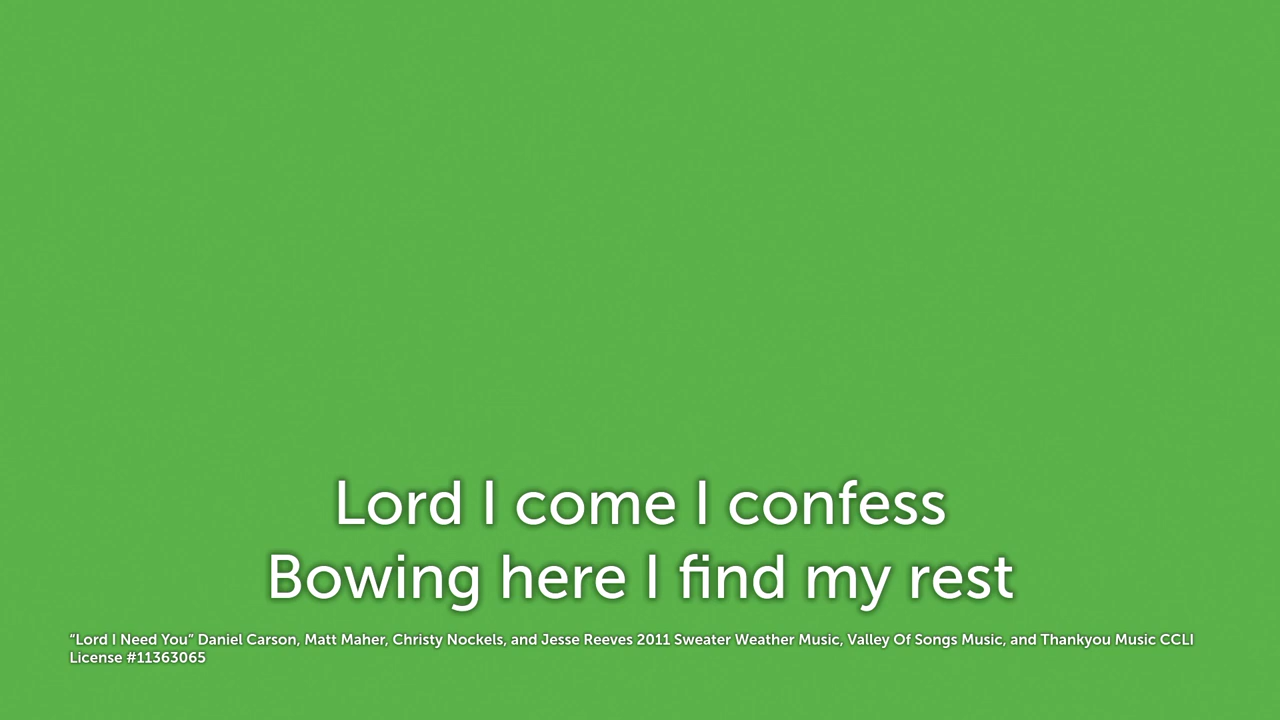 Lord I come I confess
Bowing here I find my rest
“Lord I Need You” Daniel Carson, Matt Maher, Christy Nockels, and Jesse Reeves 2011 Sweater Weather Music, Valley Of Songs Music, and Thankyou Music CCLI
License #11363065